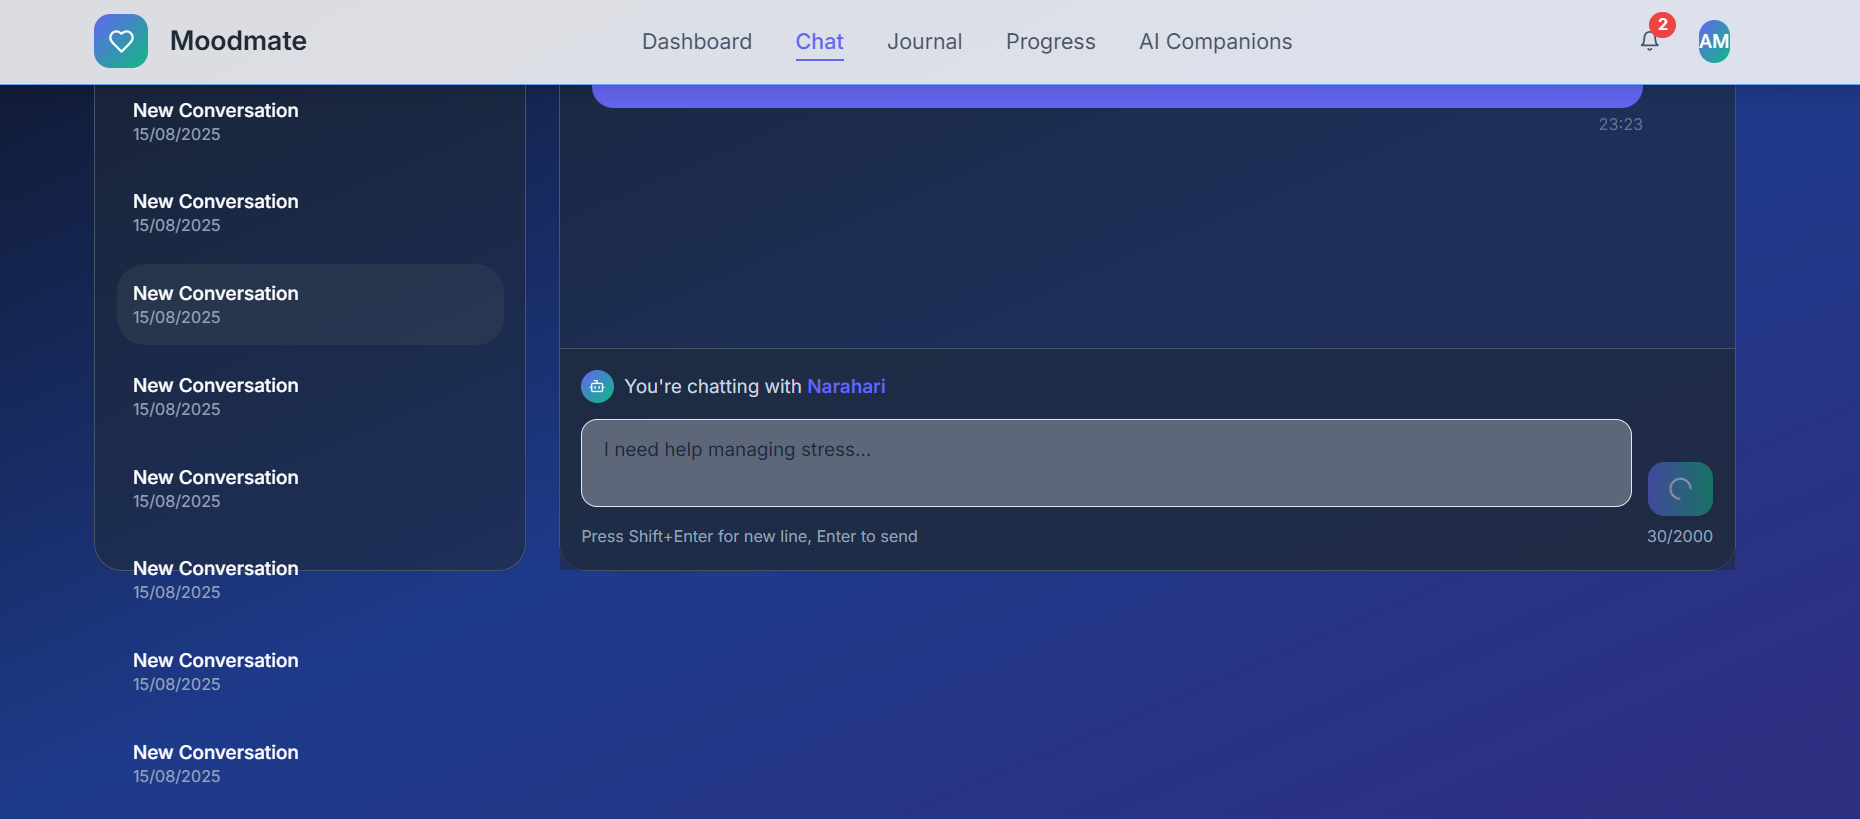 Moodmate
Dashboard
Chat
Journal
Progress
AI Companions
2
AM
New Conversation
15/08/2025
New Conversation
15/08/2025
New Conversation
15/08/2025
New Conversation
15/08/2025
New Conversation
15/08/2025
New Conversation
15/08/2025
New Conversation
15/08/2025
New Conversation
15/08/2025
23:23
You're chatting with Narahari
I need help managing stress...
Press Shift+Enter for new line, Enter to send
30/2000